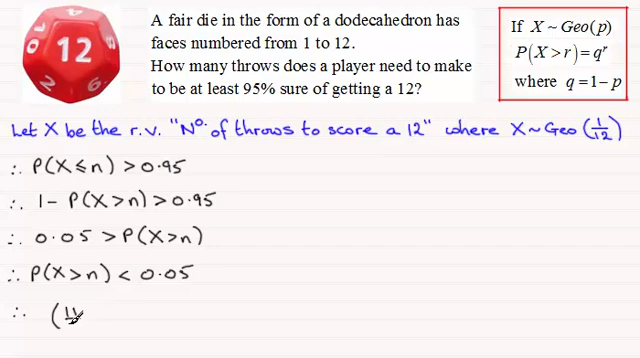 12
A fair die in the form of a dodecahedron has
faces numbered from 1 to 12.
How many throws does a player need to make
to be at least 95% sure of getting a 12?
If X ~ Geo(p)
P(X > r) = qʳ
where q = 1 − p
Let X be the r.v. "Nº. of throws to score a 12" where X ~ Geo (1/12)
∴ P(X ≤ n) > 0.95
∴ 1 - P(X > n) > 0.95
∴ 0.05 > P(X > n)
∴ P(X > n) < 0.05
∴ (11